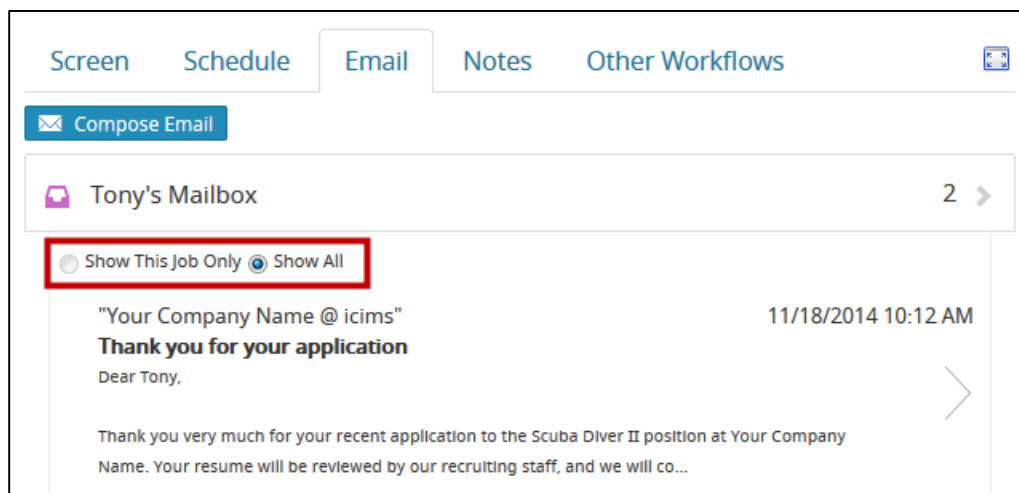 Screen Schedule Email Notes Other Workflows
Compose Email
Tony's Mailbox 2
Show This Job Only Show All
"Your Company Name @ icims" 11/18/2014 10:12 AM
Thank you for your application
Dear Tony,
Thank you very much for your recent application to the Scuba Diver II position at Your Company
Name. Your resume will be reviewed by our recruiting staff, and we will co...